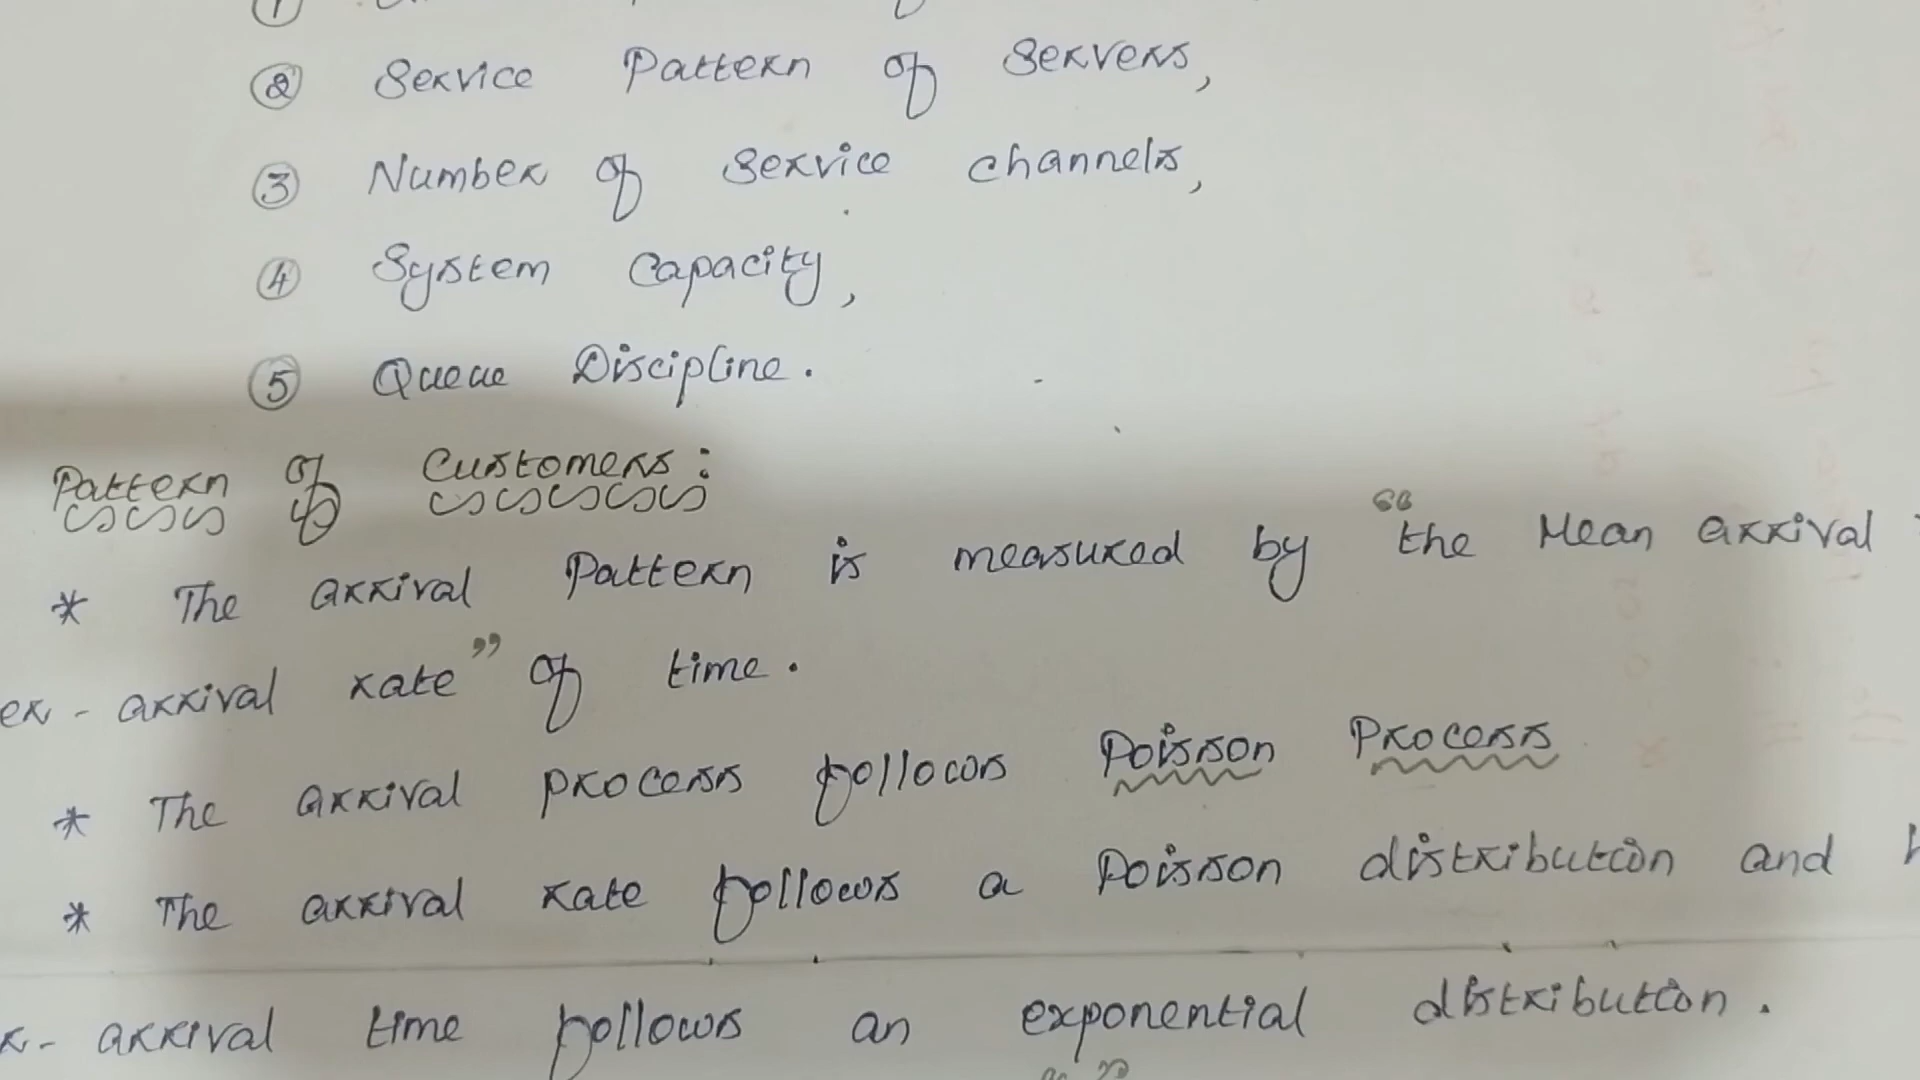 ①
② Service Pattern of Servers,
③ Number of Service channels,
④ System Capacity,
⑤ Queue Discipline.
Pattern of Customers:
* The arrival Pattern is measured by “the Mean arrival
er - arrival rate” of time.
* The arrival process follows Poisson Process
* The arrival rate follows a Poisson distribution and
r - arrival time follows an exponential distribution.